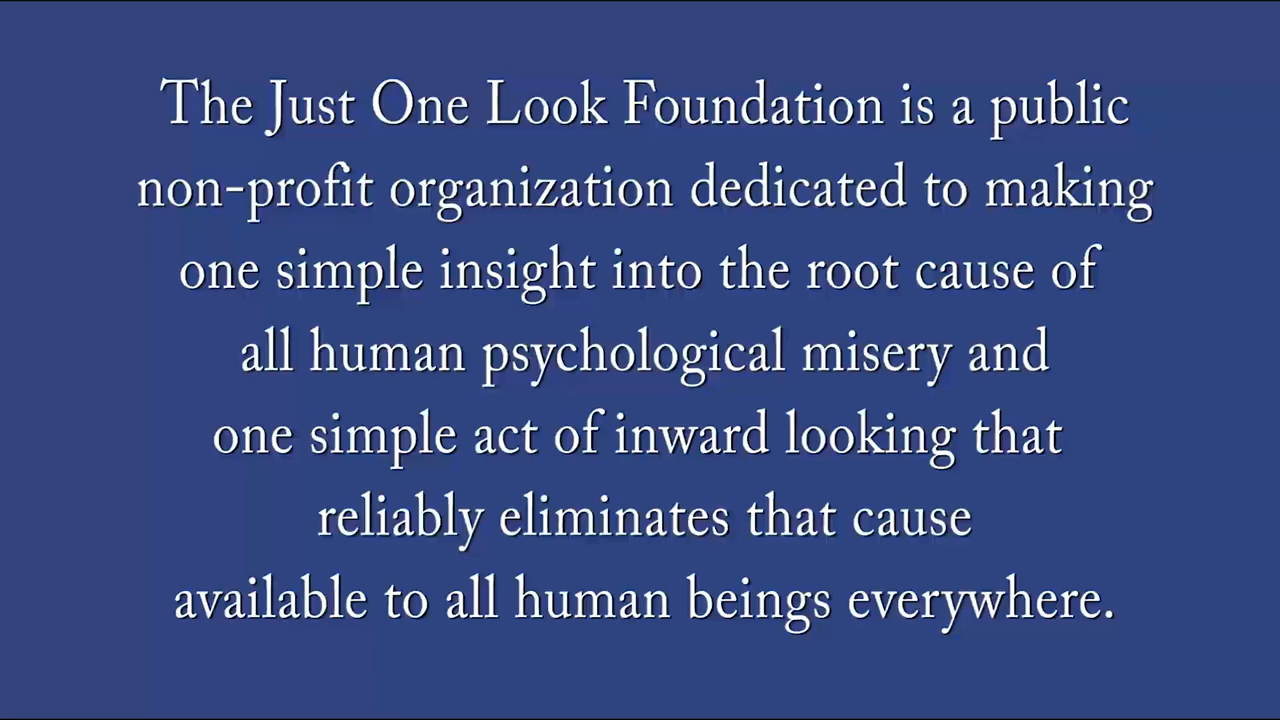 The Just One Look Foundation is a public
non-profit organization dedicated to making
one simple insight into the root cause of
all human psychological misery and
one simple act of inward looking that
reliably eliminates that cause
available to all human beings everywhere.